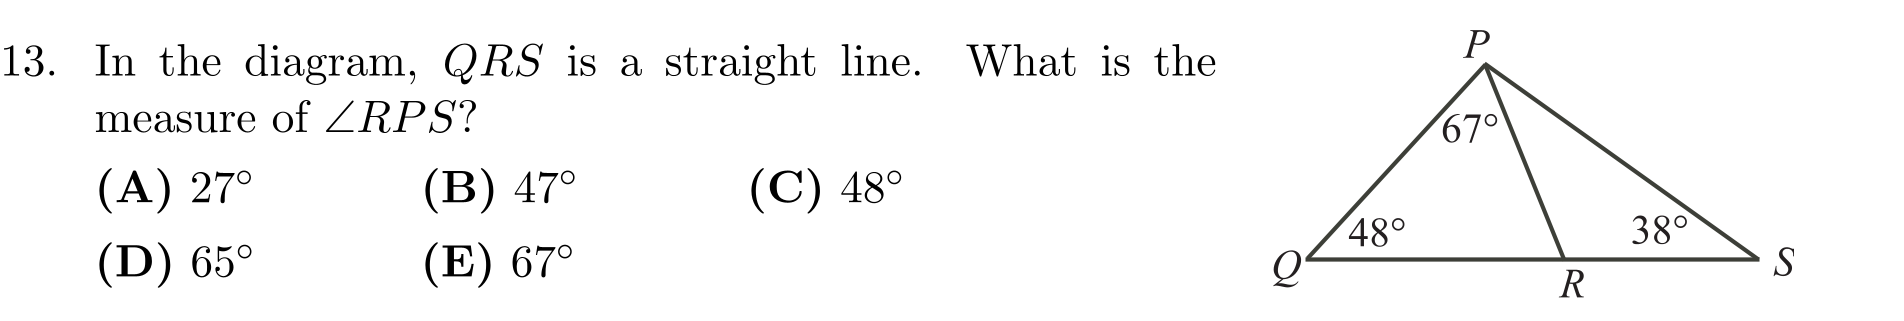 13. In the diagram, QRS is a straight line. What is the
measure of ∠RPS?
(A) 27° (B) 47° (C) 48°
(D) 65° (E) 67°
P
67°
48°
38°
Q
R
S